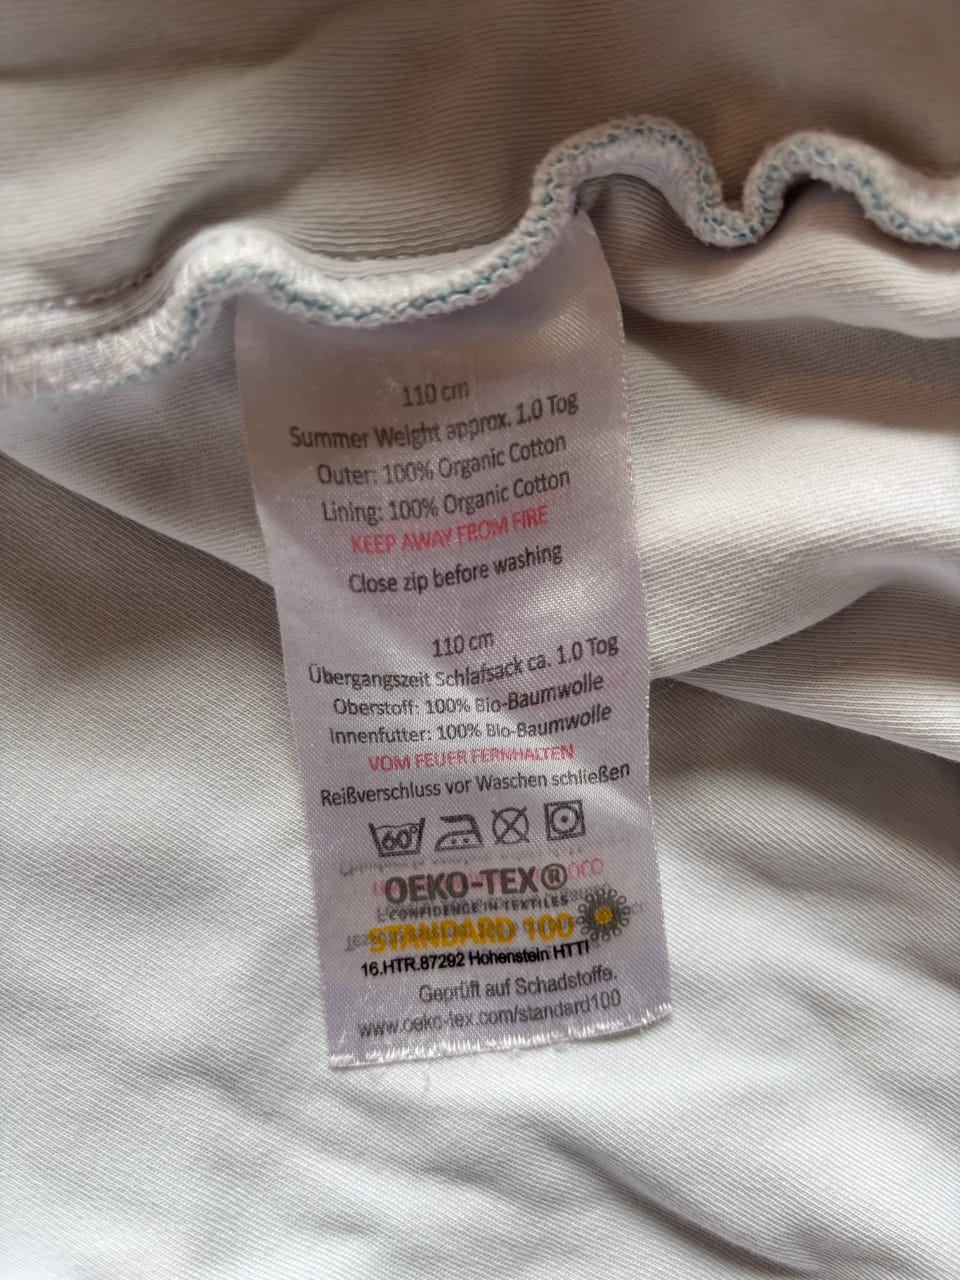 110 cm
Summer Weight approx. 1.0 Tog
Outer: 100% Organic Cotton
Lining: 100% Organic Cotton
KEEP AWAY FROM FIRE
Close zip before washing
110 cm
Übergangszeit Schlafsack ca. 1.0 Tog
Oberstoff: 100% Bio-Baumwolle
Innenfutter: 100% Bio-Baumwolle
VOM FEUER FERNHALTEN
Reißverschluss vor Waschen schließen
60°
OEKO-TEX®
CONFIDENCE IN TEXTILES
STANDARD 100
16.HTR.87292 Hohenstein HTTI
Geprüft auf Schadstoffe.
www.oeko-tex.com/standard100